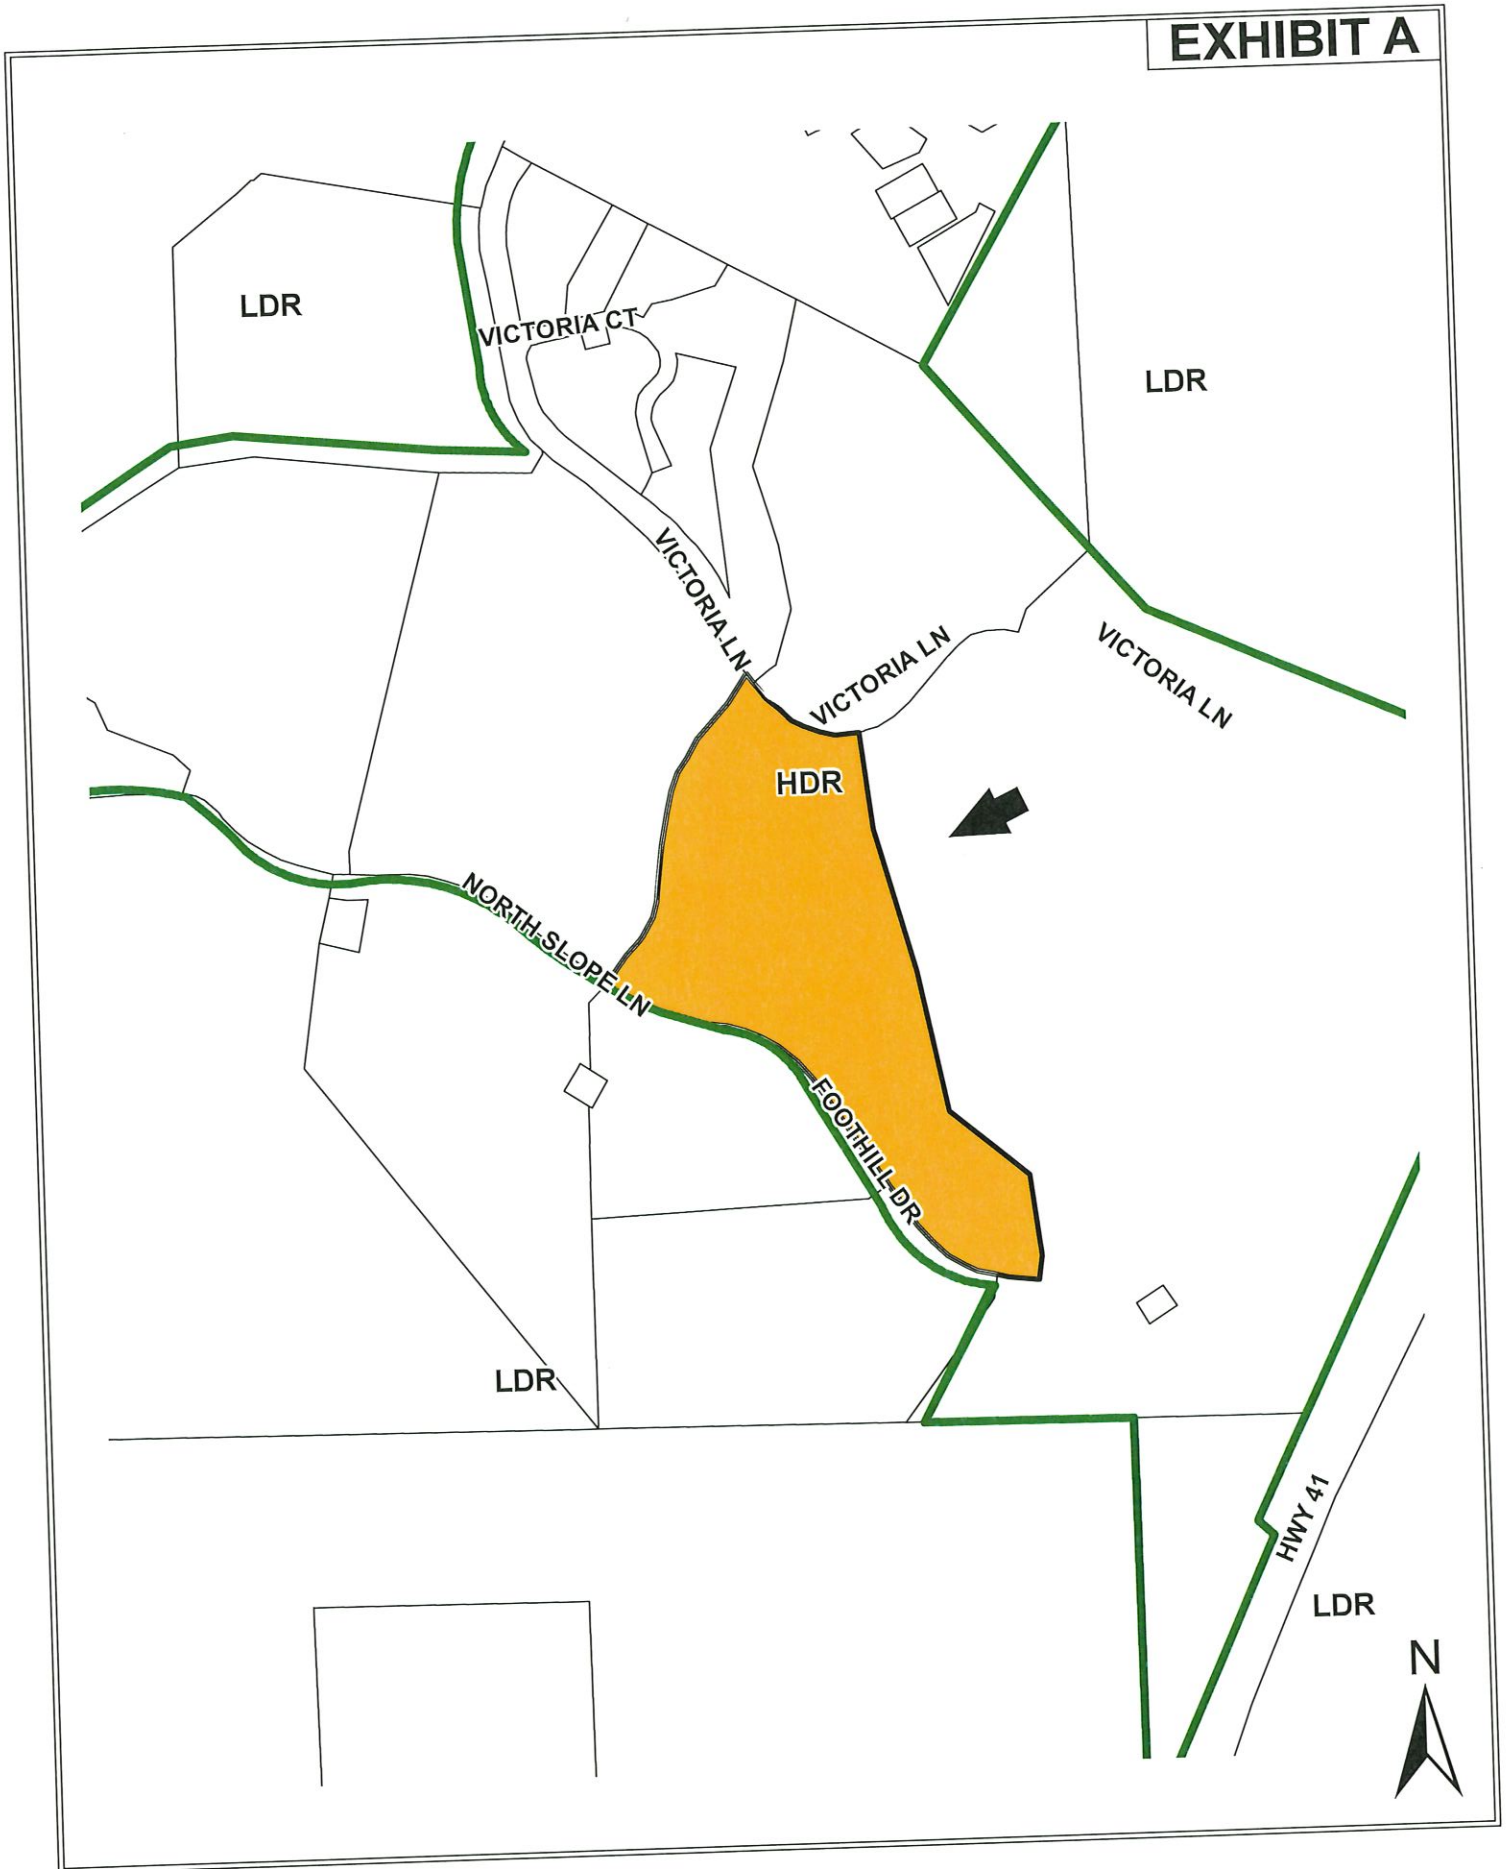 EXHIBIT A
LDR
VICTORIA CT
LDR
VICTORIA LN
VICTORIA LN
VICTORIA LN
HDR
NORTH SLOPE LN
FOOTHILL DR
LDR
HWY 41
LDR
N